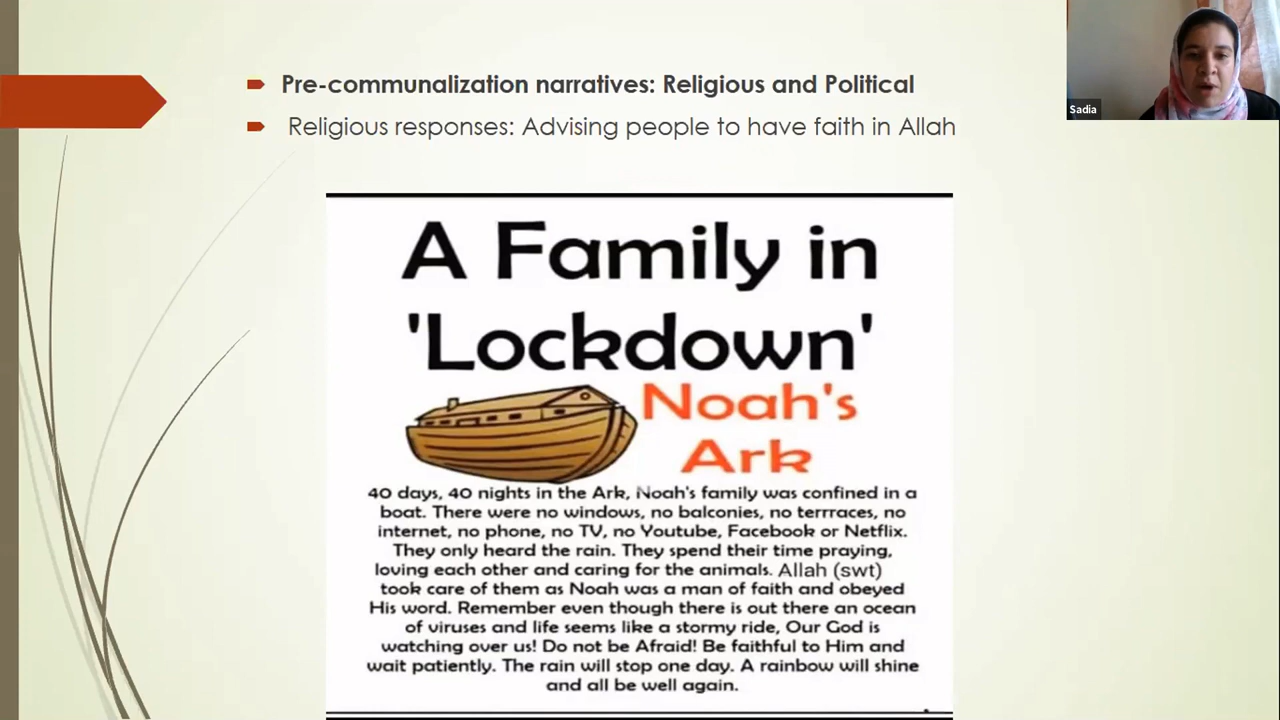 Pre-communalization narratives: Religious and Political
Religious responses: Advising people to have faith in Allah
Sadia
A Family in
'Lockdown'
Noah's
Ark
40 days, 40 nights in the Ark, Noah's family was confined in a
boat. There were no windows, no balconies, no terrraces, no
internet, no phone, no TV, no Youtube, Facebook or Netflix.
They only heard the rain. They spend their time praying,
loving each other and caring for the animals. Allah (swt)
took care of them as Noah was a man of faith and obeyed
His word. Remember even though there is out there an ocean
of viruses and life seems like a stormy ride, Our God is
watching over us! Do not be Afraid! Be faithful to Him and
wait patiently. The rain will stop one day. A rainbow will shine
and all be well again.